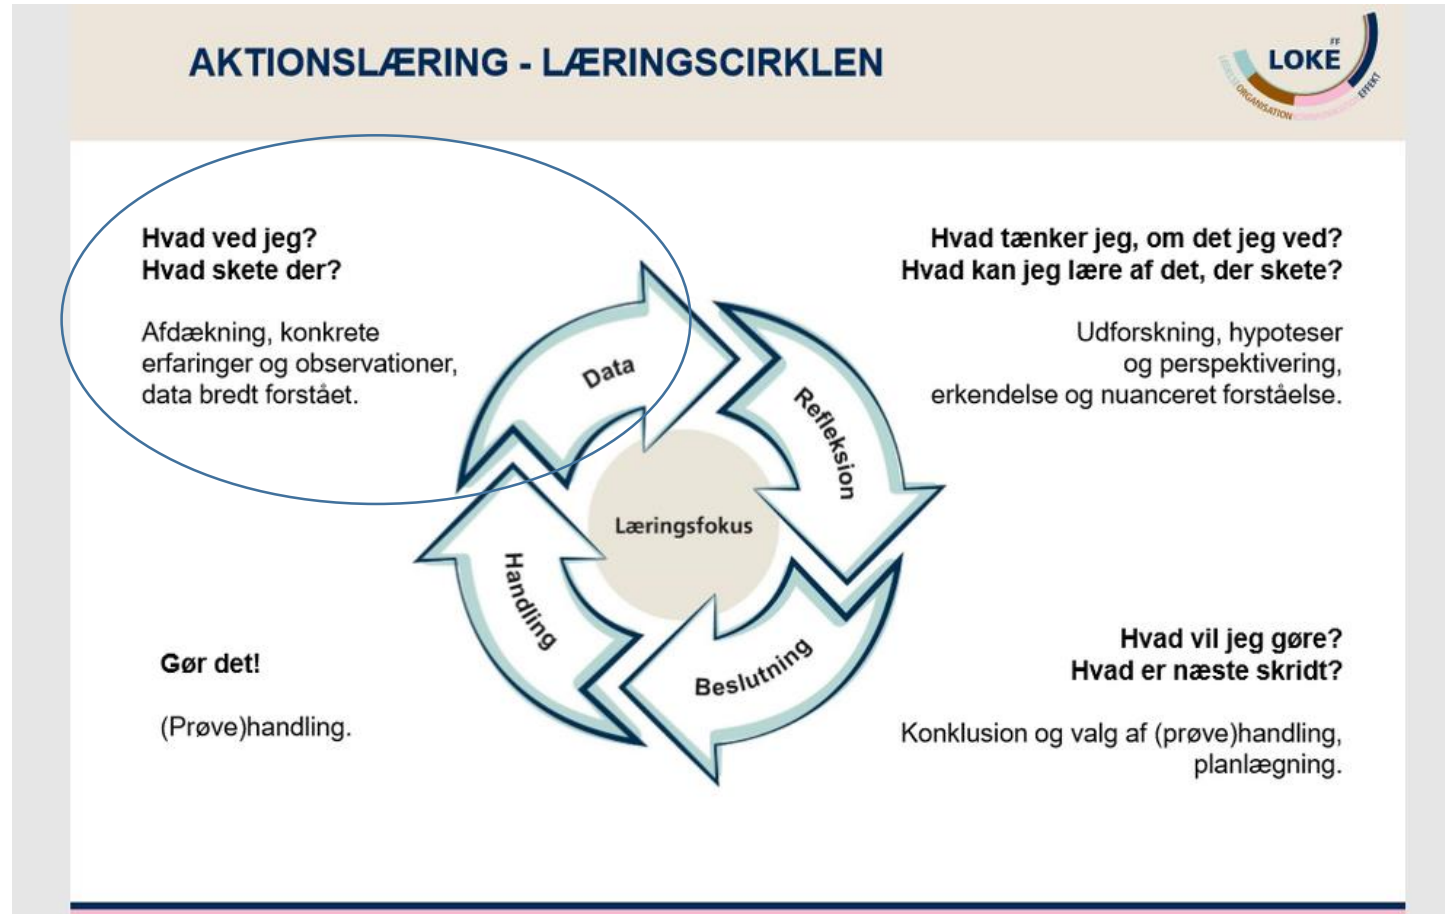 AKTIONSLÆRING - LÆRINGSCIRKLEN
FF
LOKE
ORGANISATION
EFFEKT
Hvad ved jeg?
Hvad skete der?
Afdækning, konkrete
erfaringer og observationer,
data bredt forstået.
Hvad tænker jeg, om det jeg ved?
Hvad kan jeg lære af det, der skete?
Udforskning, hypoteser
og perspektivering,
erkendelse og nuanceret forståelse.
Data
Refleksion
Læringsfokus
Handling
Beslutning
Gør det!
(Prøve)handling.
Hvad vil jeg gøre?
Hvad er næste skridt?
Konklusion og valg af (prøve)handling,
planlægning.